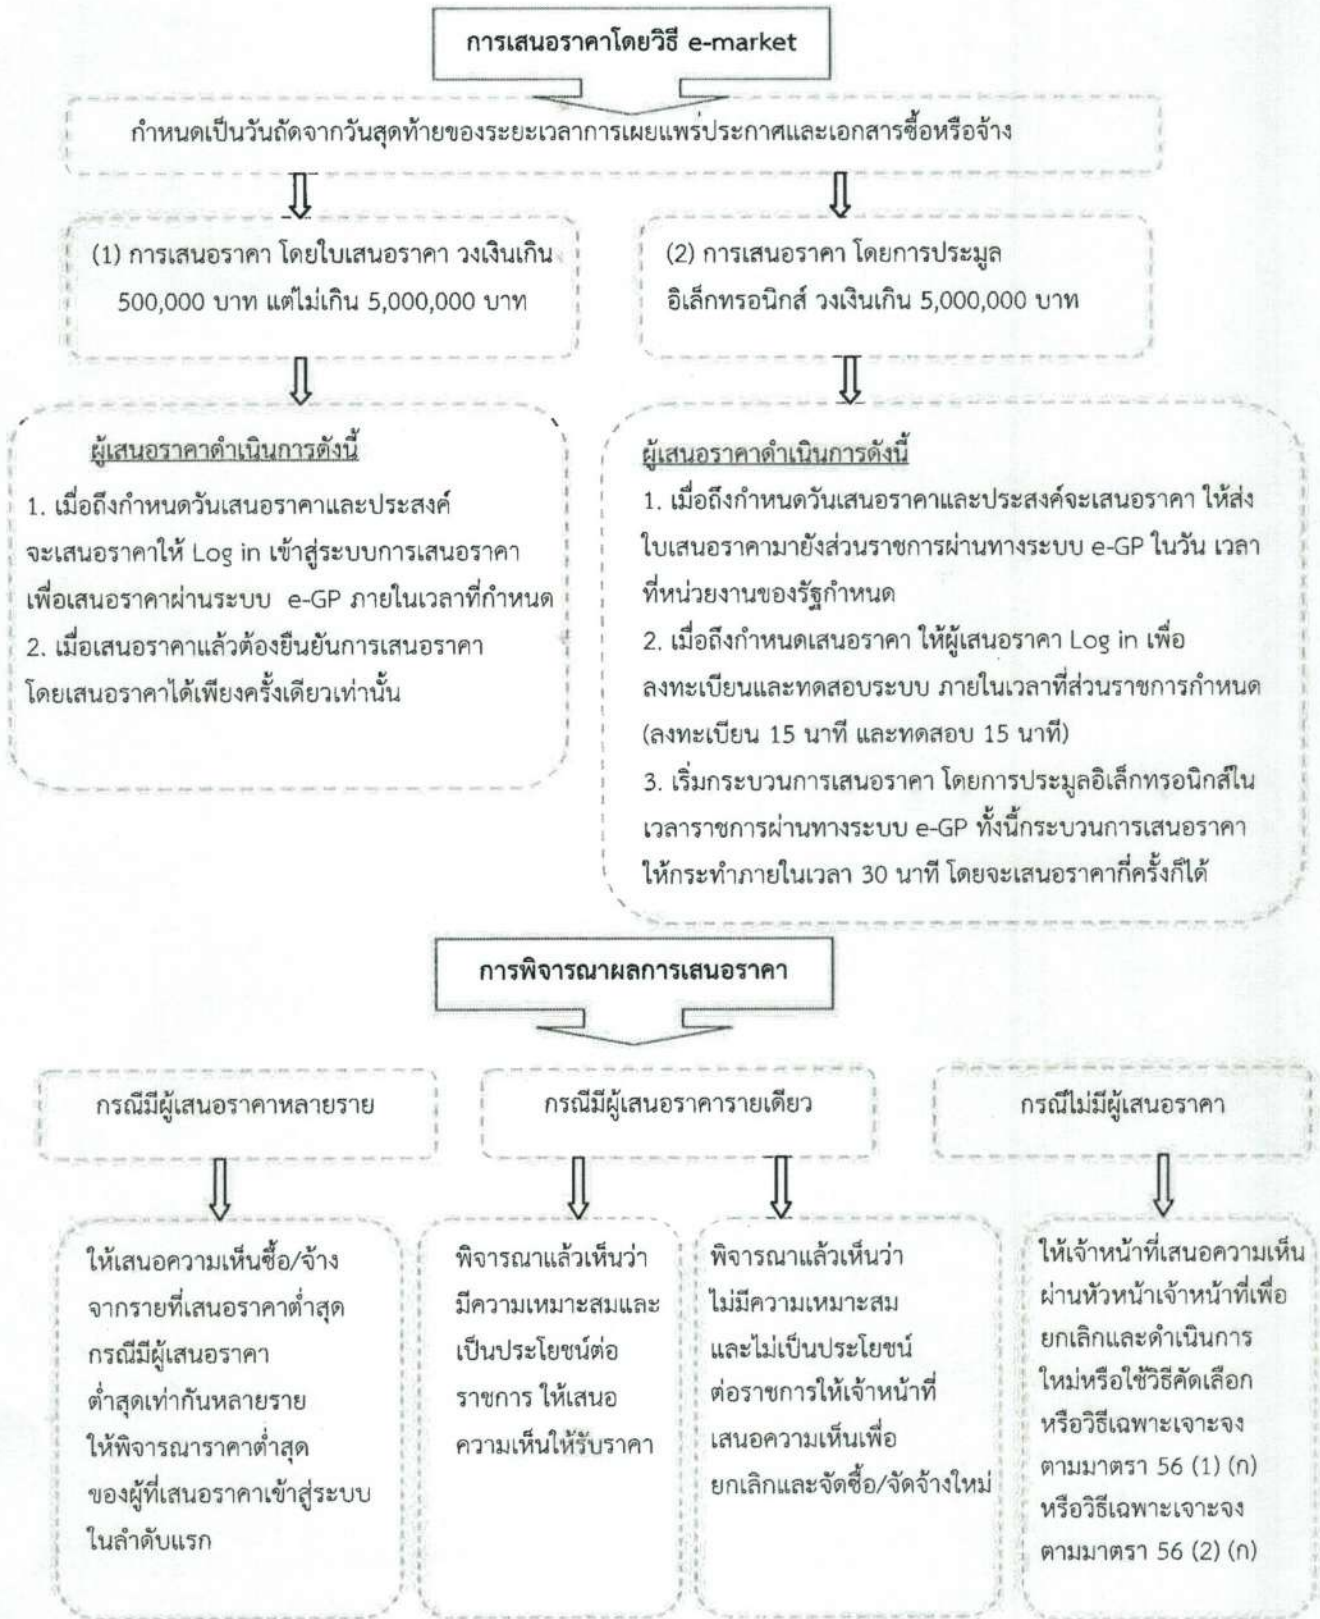 การเสนอราคาโดยวิธี e-market
กำหนดเป็นวันถัดจากวันสุดท้ายของระยะเวลาการเผยแพร่ประกาศและเอกสารซื้อหรือจ้าง
(1) การเสนอราคา โดยใบเสนอราคา วงเงินเกิน
500,000 บาท แต่ไม่เกิน 5,000,000 บาท
(2) การเสนอราคา โดยการประมูล
อิเล็กทรอนิกส์ วงเงินเกิน 5,000,000 บาท
ผู้เสนอราคาดำเนินการดังนี้
1. เมื่อถึงกำหนดวันเสนอราคาและประสงค์
จะเสนอราคาให้ Log in เข้าสู่ระบบการเสนอราคา
เพื่อเสนอราคาผ่านระบบ e-GP ภายในเวลาที่กำหนด
2. เมื่อเสนอราคาแล้วต้องยืนยันการเสนอราคา
โดยเสนอราคาได้เพียงครั้งเดียวเท่านั้น
ผู้เสนอราคาดำเนินการดังนี้
1. เมื่อถึงกำหนดวันเสนอราคาและประสงค์จะเสนอราคา ให้ส่ง
ใบเสนอราคามายังส่วนราชการผ่านทางระบบ e-GP ในวัน เวลา
ที่หน่วยงานของรัฐกำหนด
2. เมื่อถึงกำหนดเสนอราคา ให้ผู้เสนอราคา Log in เพื่อ
ลงทะเบียนและทดสอบระบบ ภายในเวลาที่ส่วนราชการกำหนด
(ลงทะเบียน 15 นาที และทดสอบ 15 นาที)
3. เริ่มกระบวนการเสนอราคา โดยการประมูลอิเล็กทรอนิกส์ใน
เวลาราชการผ่านทางระบบ e-GP ทั้งนี้กระบวนการเสนอราคา
ให้กระทำภายในเวลา 30 นาที โดยจะเสนอราคากี่ครั้งก็ได้
การพิจารณาผลการเสนอราคา
กรณีมีผู้เสนอราคาหลายราย
กรณีมีผู้เสนอราคารายเดียว
กรณีไม่มีผู้เสนอราคา
ให้เสนอความเห็นซื้อ/จ้าง
จากรายที่เสนอราคาต่ำสุด
กรณีมีผู้เสนอราคา
ต่ำสุดเท่ากันหลายราย
ให้พิจารณาราคาต่ำสุด
ของผู้ที่เสนอราคาเข้าสู่ระบบ
ในลำดับแรก
พิจารณาแล้วเห็นว่า
มีความเหมาะสมและ
เป็นประโยชน์ต่อ
ราชการ ให้เสนอ
ความเห็นให้รับราคา
พิจารณาแล้วเห็นว่า
ไม่มีความเหมาะสม
และไม่เป็นประโยชน์
ต่อราชการให้เจ้าหน้าที่
เสนอความเห็นเพื่อ
ยกเลิกและจัดซื้อ/จัดจ้างใหม่
ให้เจ้าหน้าที่เสนอความเห็น
ผ่านหัวหน้าเจ้าหน้าที่เพื่อ
ยกเลิกและดำเนินการ
ใหม่หรือใช้วิธีคัดเลือก
หรือวิธีเฉพาะเจาะจง
ตามมาตรา 56 (1) (ก)
หรือวิธีเฉพาะเจาะจง
ตามมาตรา 56 (2) (ก)